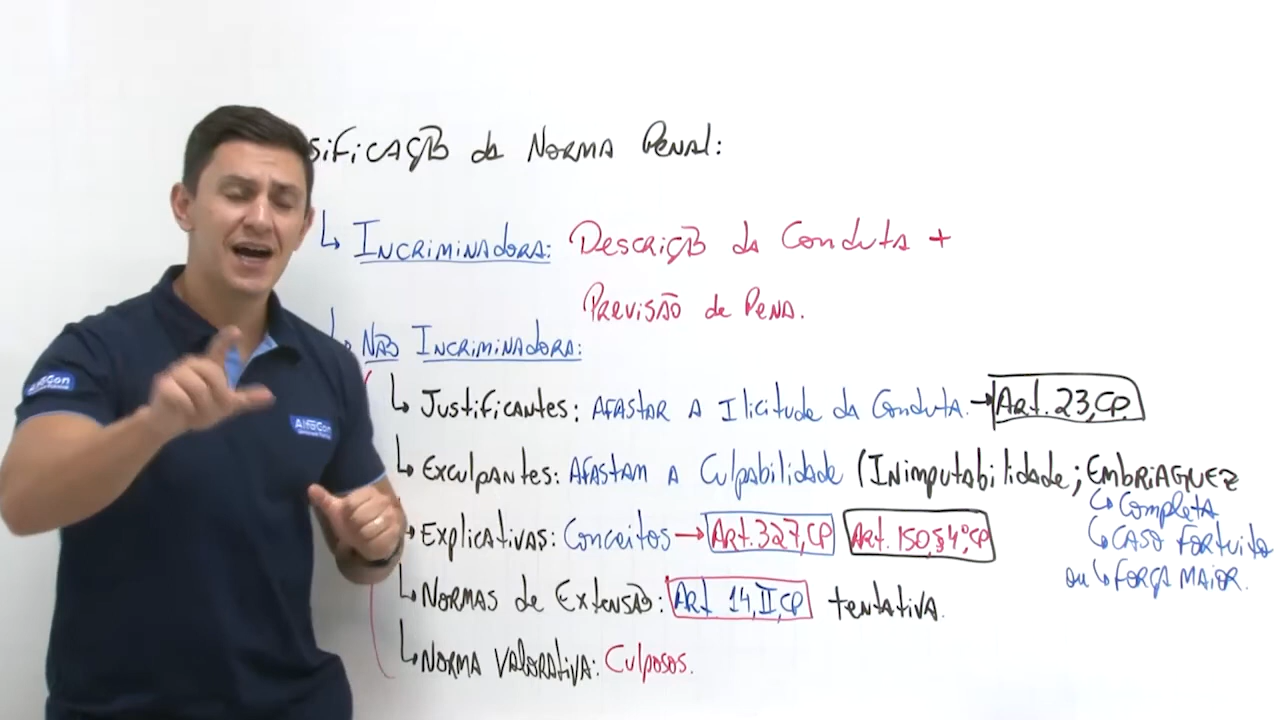 sificação da Norma Penal:
↳ Incriminadora: Descrição da Conduta +
Previsão de Pena.
↳ Não Incriminadora:
↳ Justificantes: Afastar a Ilicitude da Conduta. → Art. 23, CP.
↳ Exculpantes: Afastam a Culpabilidade (Inimputabilidade; Embriaguez
↳ Completa
↳ Caso Fortuito
ou ↳ Força Maior.
↳ Explicativas: Conceitos → Art. 327, CP Art. 150, § 4º, CP
↳ Normas de Extensão: Art 14, II, CP tentativa.
↳ Norma Valorativa: Culposos.
AlfaCon
AlfaCon